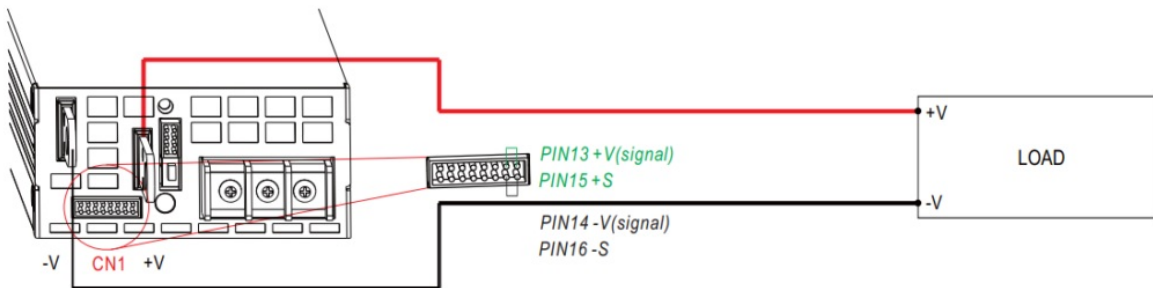 +V
LOAD
-V
PIN13 +V(signal)
PIN15 +S
PIN14 -V(signal)
PIN16 -S
-V CN1 +V